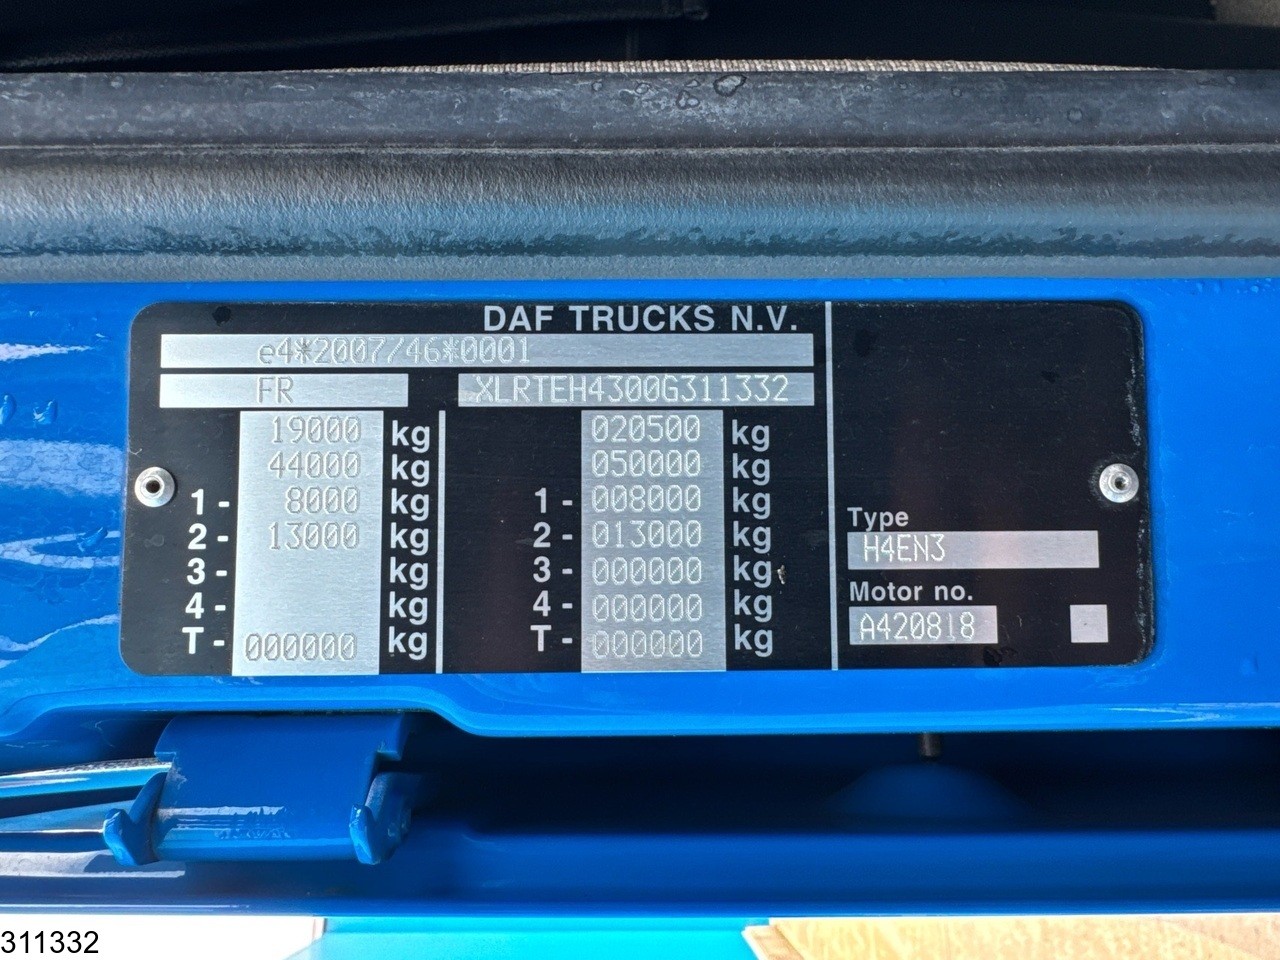 DAF TRUCKS N.V.
e4*2007/46*0001
FR XLRTEH4300G311332
19000 kg 020500 kg
44000 kg 050000 kg
1- 8000 kg 1- 008000 kg
2- 13000 kg 2- 013000 kg
3- kg 3- 000000 kg
4- kg 4- 000000 kg
T- 000000 kg T- 000000 kg
Type
H4EN3
Motor no.
A420818
311332